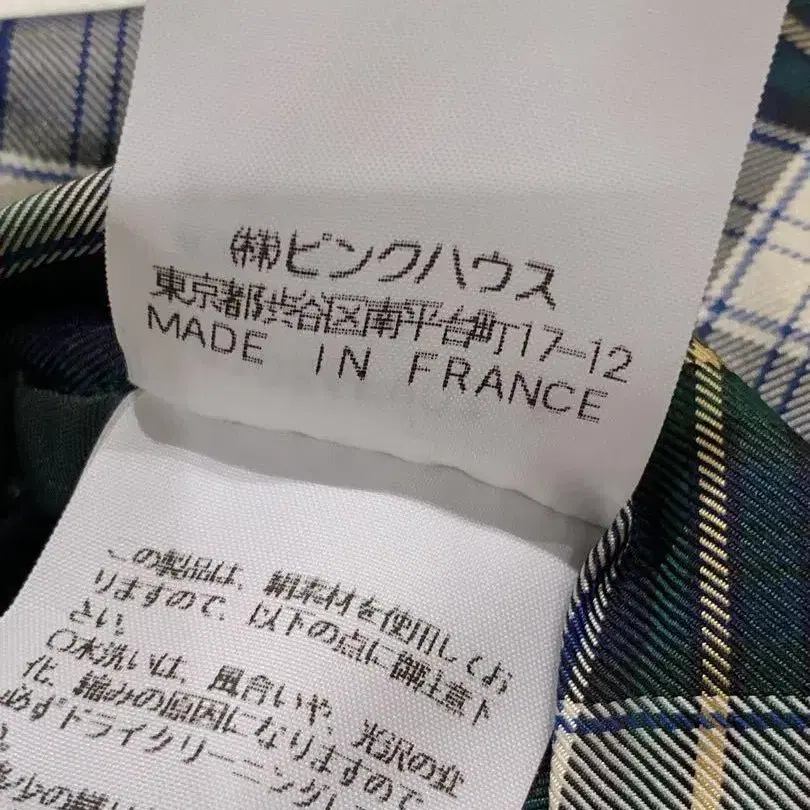 ㈱ピンクハウス
東京都渋谷区南平台町17-12
MADE IN FRANCE
この製品は、絹素材を使用してお
りますので、以下の点に御注意下
さい。
○水洗いは、風合いや、光沢の変
化、縮みの原因になりますので
必ずドライクリーニングし